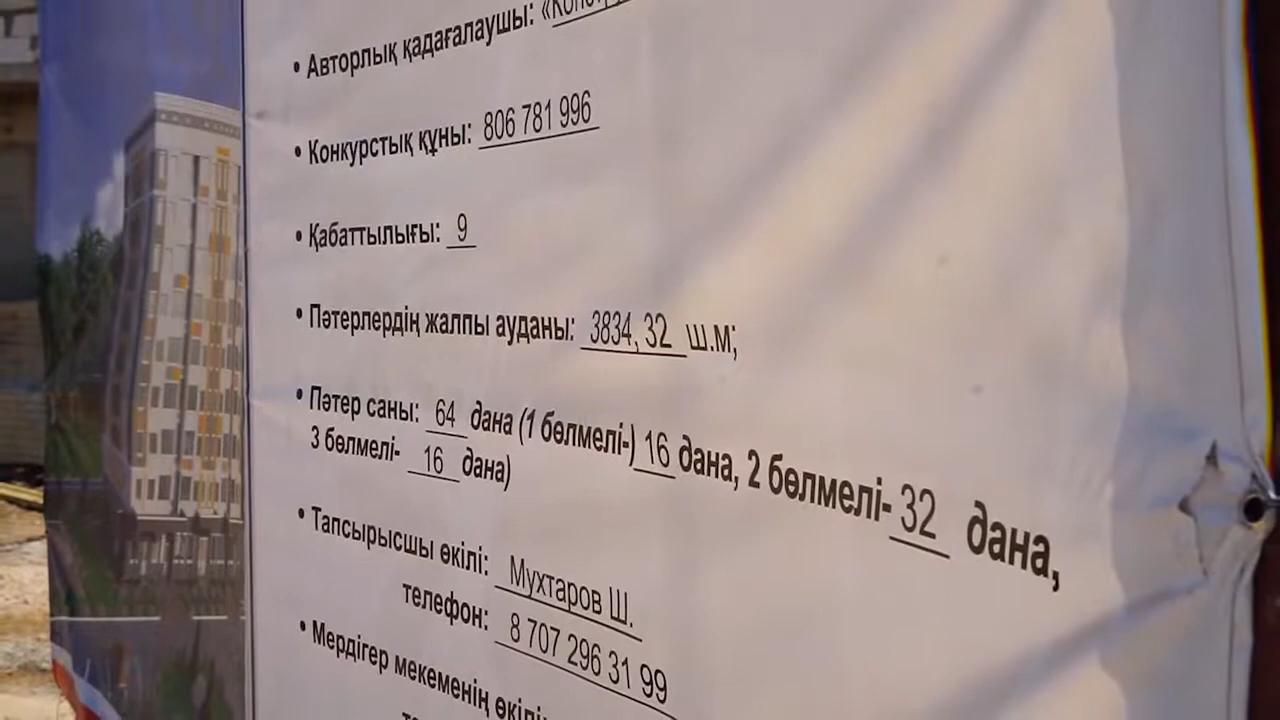 • Авторлық қадағалаушы:
• Конкурстық құны: 806 781 996
• Қабаттылығы: 9
• Пәтерлердің жалпы ауданы: 3834, 32 ш.м;
• Пәтер саны: 64 дана (1 бөлмелі-) 16 дана, 2 бөлмелі- 32 дана,
3 бөлмелі- 16 дана)
• Тапсырысшы өкілі: Мухтаров Ш.
телефон: 8 707 296 31 99
• Мердігер мекеменің